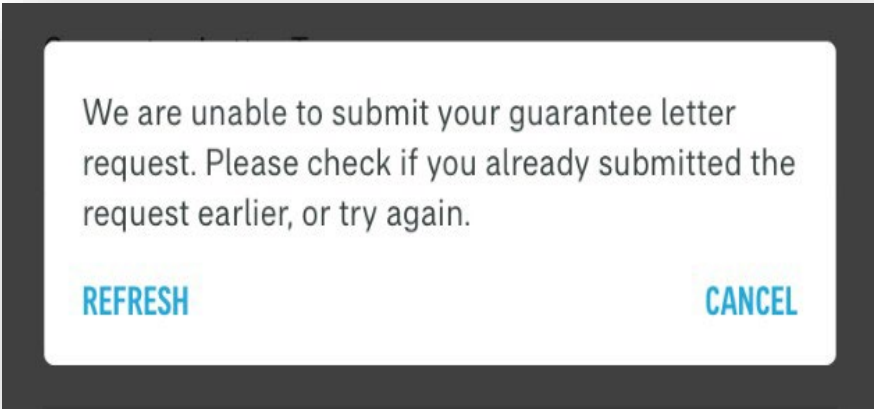 We are unable to submit your guarantee letter
request. Please check if you already submitted the
request earlier, or try again.
REFRESH
CANCEL